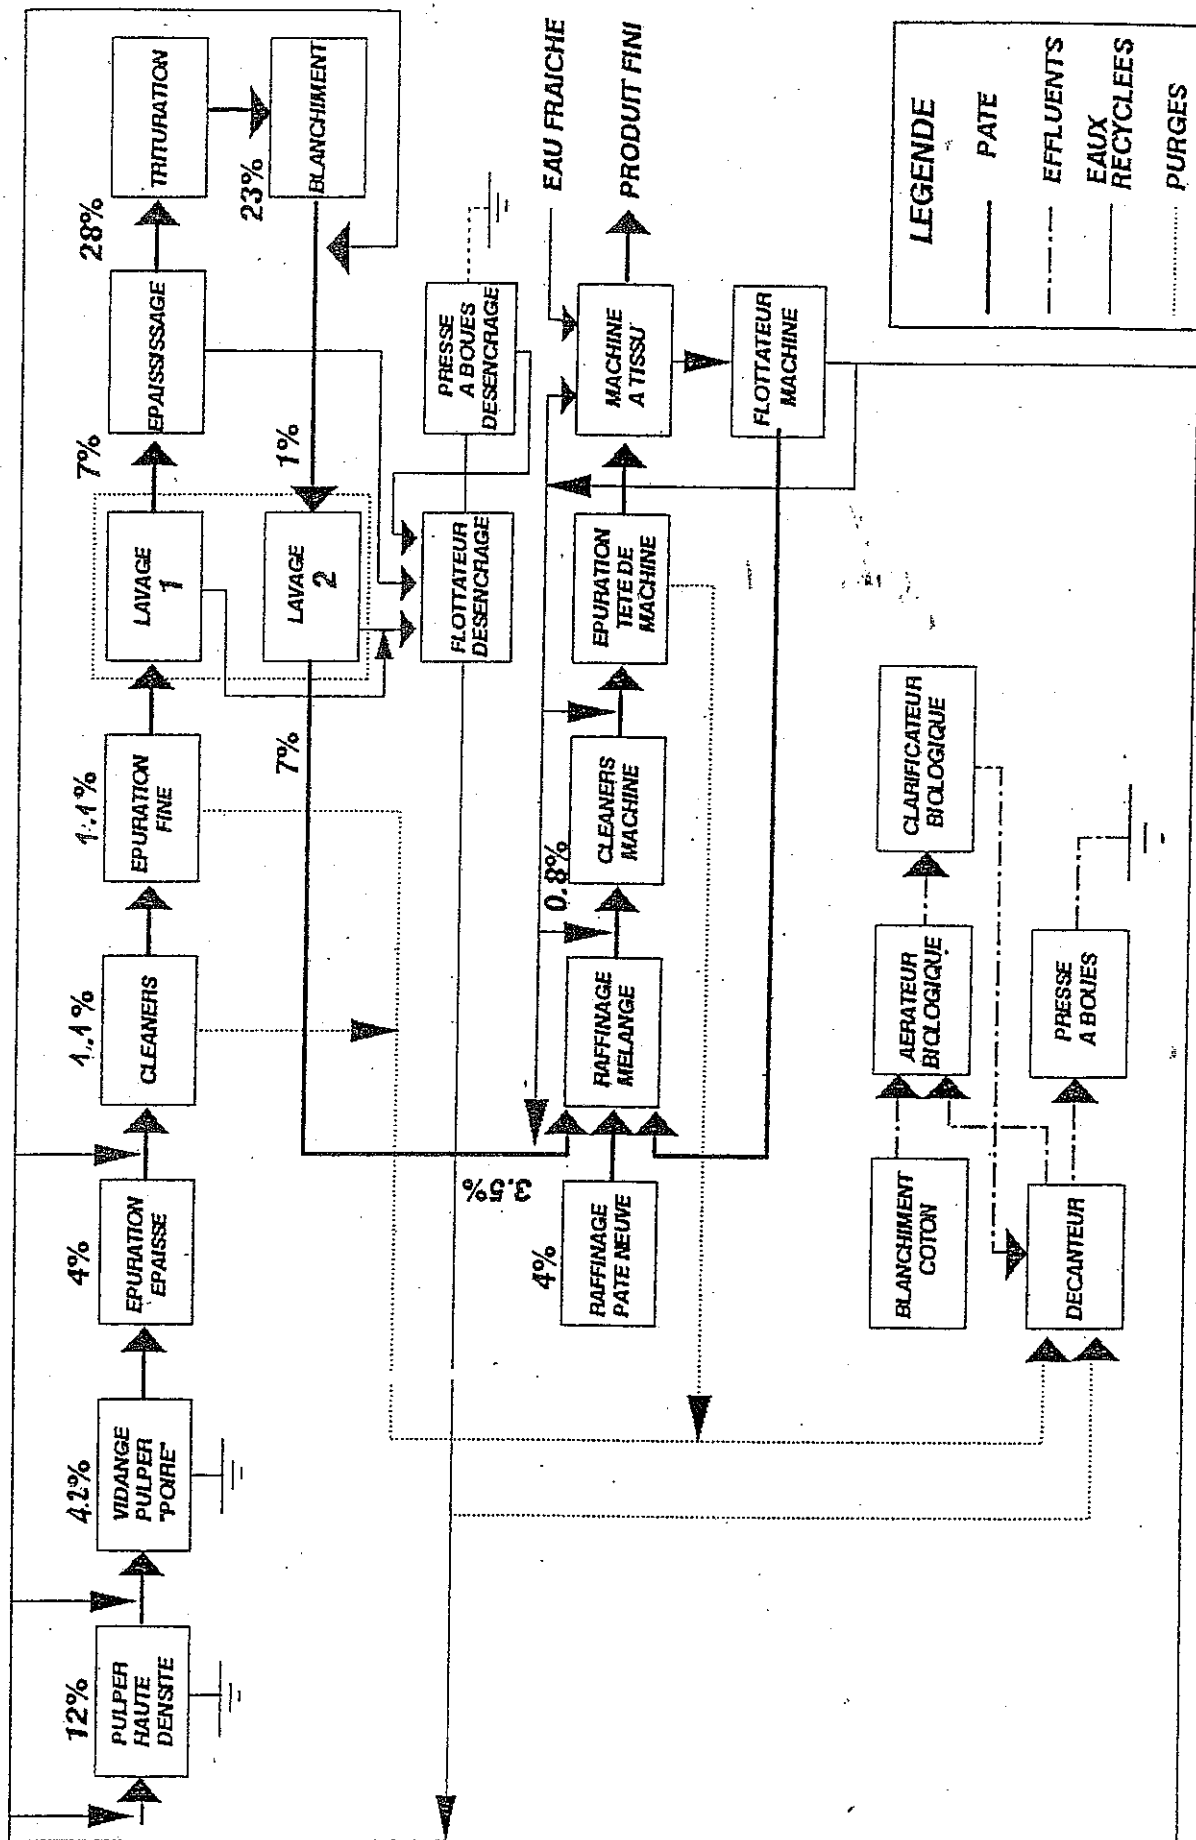 12%
PULPER
HAUTE
DENSITE
4.2%
VIDANGE
PULPER
"POIRE"
4%
EPURATION
EPAISSE
1.1%
CLEANERS
1.1%
EPURATION
FINE
LAVAGE
1
7%
EPAISSISSAGE
28%
TRITURATION
23%
BLANCHIMENT
1%
LAVAGE
2
7%
FLOTTATEUR
DESENCRAGE
PRESSE
A BOUES
DESENCRAGE
3.5%
4%
RAFFINAGE
PATE NEUVE
RAFFINAGE
MELANGE
0.8%
CLEANERS
MACHINE
EPURATION
TETE DE
MACHINE
MACHINE
A TISSU
EAU FRAICHE
PRODUIT FINI
FLOTTATEUR
MACHINE
BLANCHIMENT
COTON
AERATEUR
BIOLOGIQUE
CLARIFICATEUR
BIOLOGIQUE
DECANTEUR
PRESSE
A BOUES
LEGENDE
PATE
EFFLUENTS
EAUX
RECYCLEES
PURGES